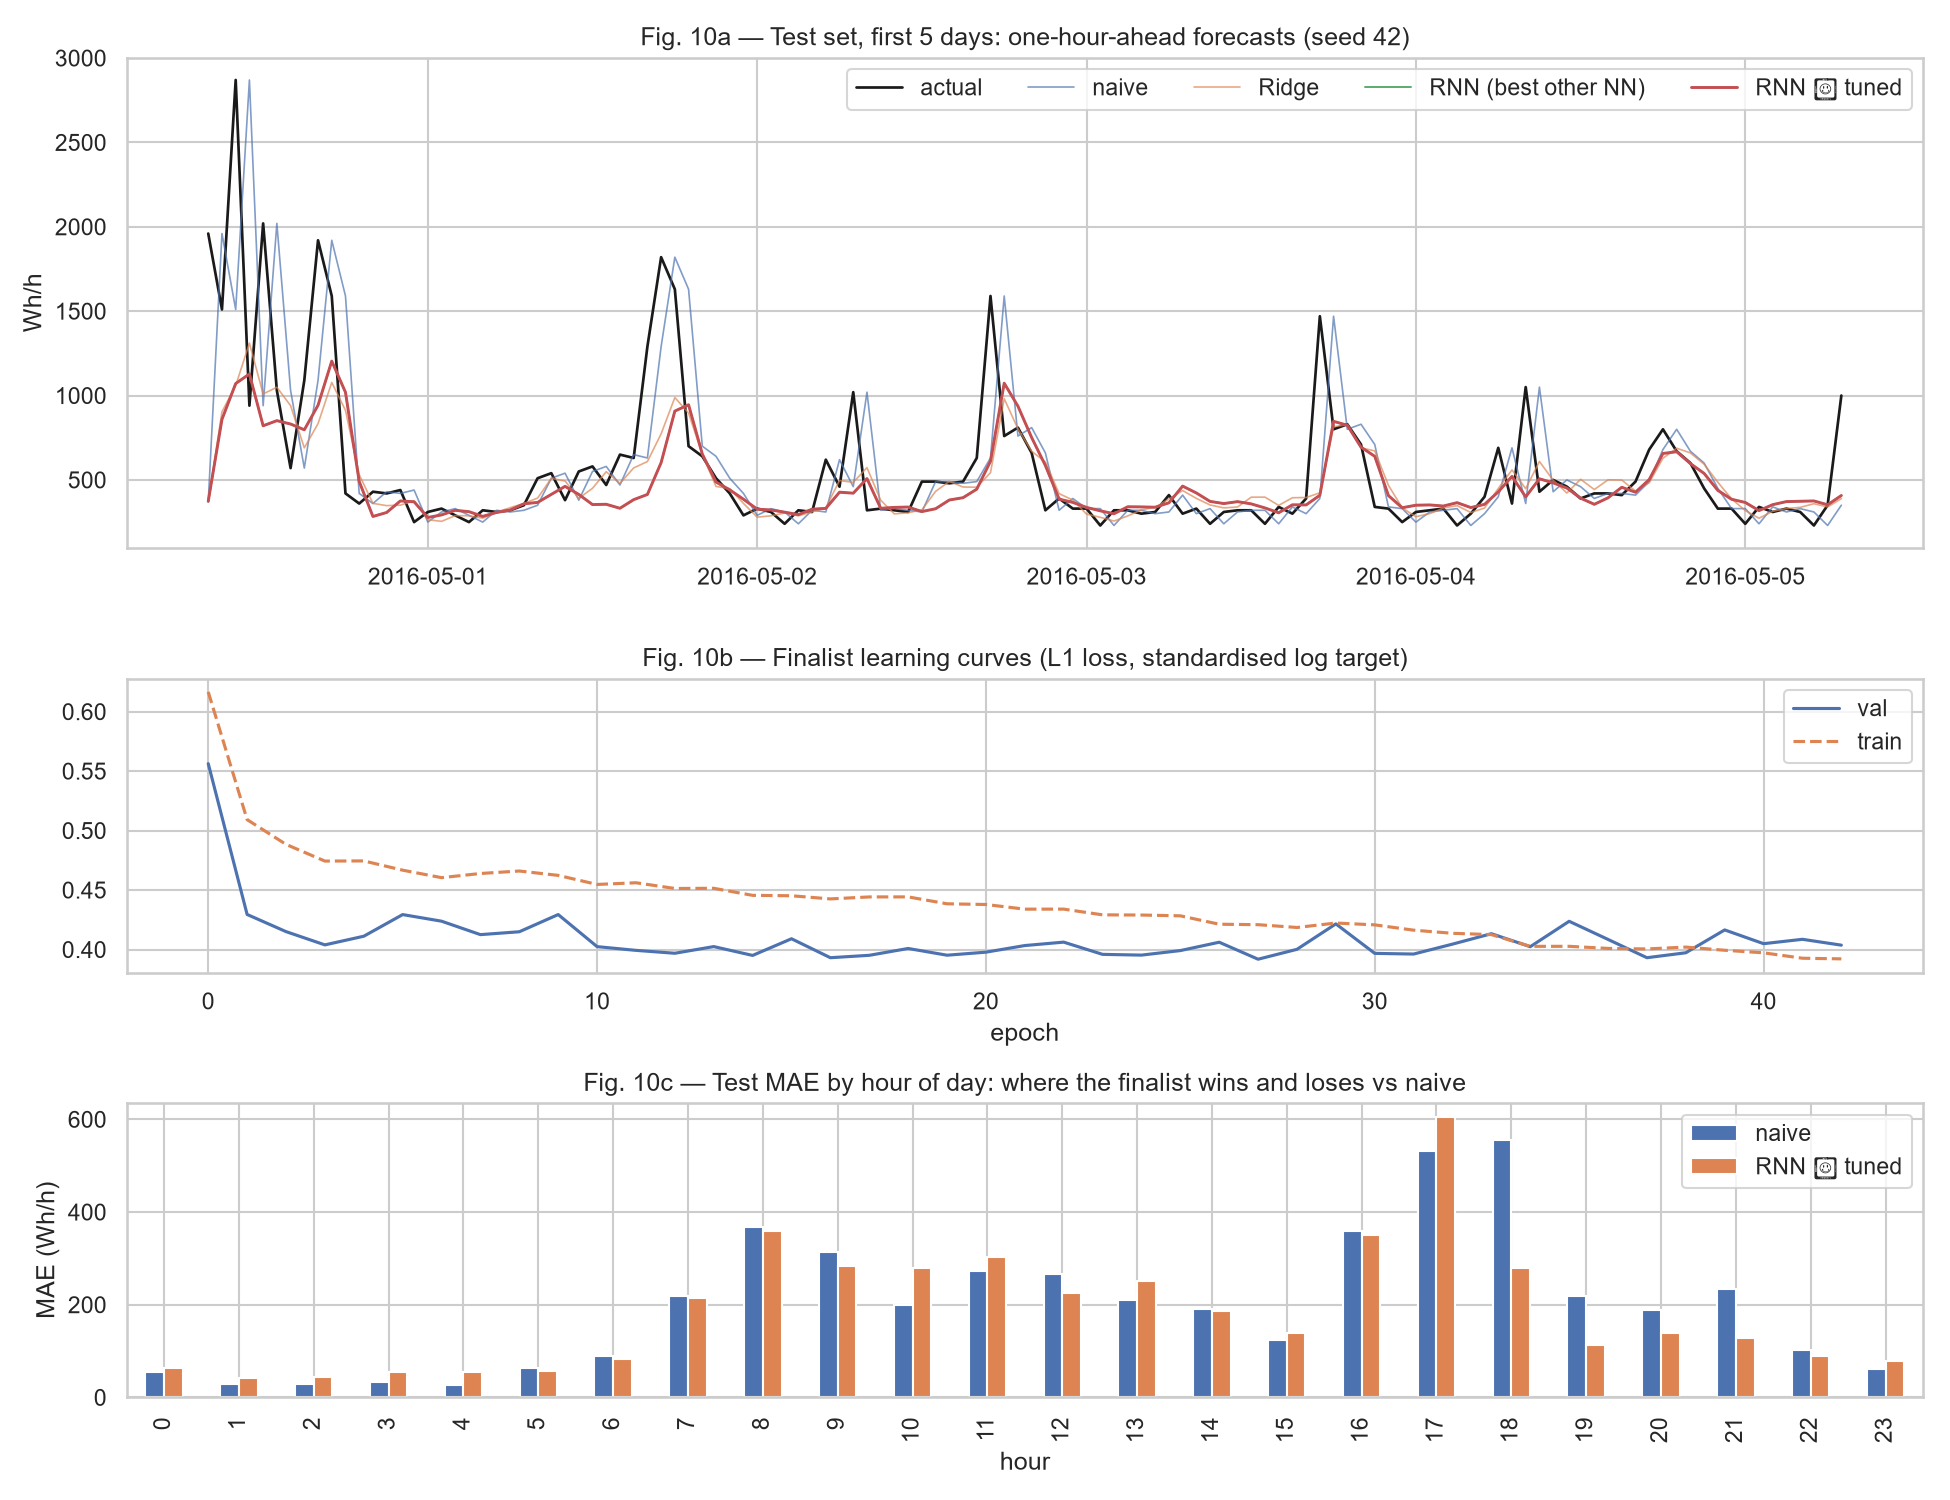 Fig. 10a — Test set, first 5 days: one-hour-ahead forecasts (seed 42)
actual naive Ridge RNN (best other NN) RNN tuned
Wh/h
3000
2500
2000
1500
1000
500
2016-05-01 2016-05-02 2016-05-03 2016-05-04 2016-05-05
Fig. 10b — Finalist learning curves (L1 loss, standardised log target)
val
train
0.60
0.55
0.50
0.45
0.40
0 10 20 30 40
epoch
Fig. 10c — Test MAE by hour of day: where the finalist wins and loses vs naive
naive
RNN tuned
MAE (Wh/h)
600
400
200
0
0 1 2 3 4 5 6 7 8 9 10 11 12 13 14 15 16 17 18 19 20 21 22 23
hour